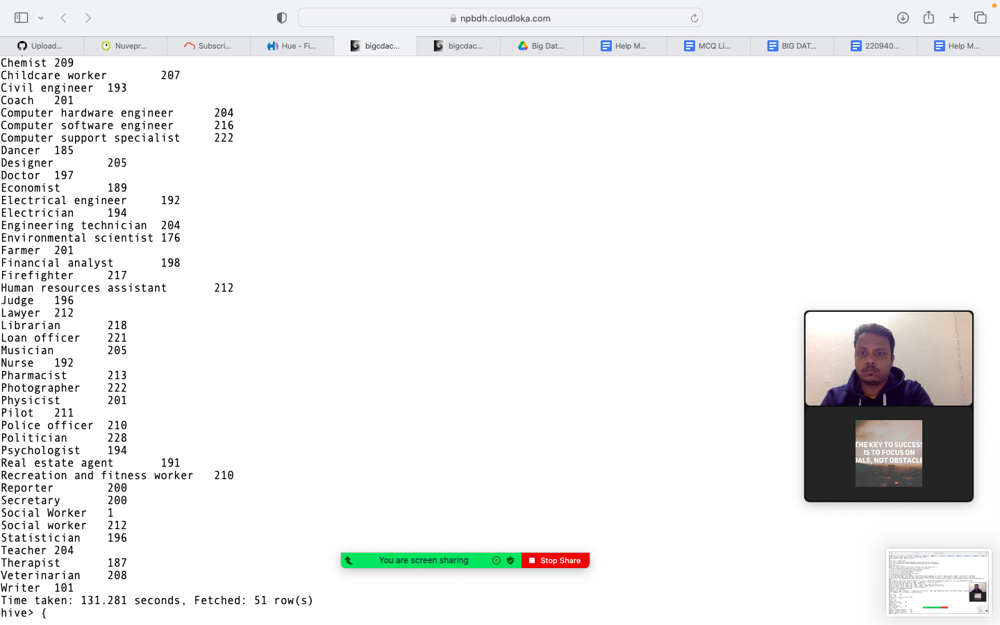 npbdh.cloudloka.com
Upload...
Nuvepr...
Subscri...
Hue - Fi...
bigcdac...
bigcdac...
Big Dat...
Help M...
MCQ Li...
BIG DAT...
220940...
Help M...
Chemist 209
Childcare worker 207
Civil engineer 193
Coach 201
Computer hardware engineer 204
Computer software engineer 216
Computer support specialist 222
Dancer 185
Designer 205
Doctor 197
Economist 189
Electrical engineer 192
Electrician 194
Engineering technician 204
Environmental scientist 176
Farmer 201
Financial analyst 198
Firefighter 217
Human resources assistant 212
Judge 196
Lawyer 212
Librarian 218
Loan officer 221
Musician 205
Nurse 192
Pharmacist 213
Photographer 222
Physicist 201
Pilot 211
Police officer 210
Politician 228
Psychologist 194
Real estate agent 191
Recreation and fitness worker 210
Reporter 200
Secretary 200
Social Worker 1
Social worker 212
Statistician 196
Teacher 204
Therapist 187
Veterinarian 208
Writer 101
Time taken: 131.281 seconds, Fetched: 51 row(s)
hive> {
THE KEY TO SUCCESS
IS TO FOCUS ON
OALS, NOT OBSTACLE
You are screen sharing
Stop Share